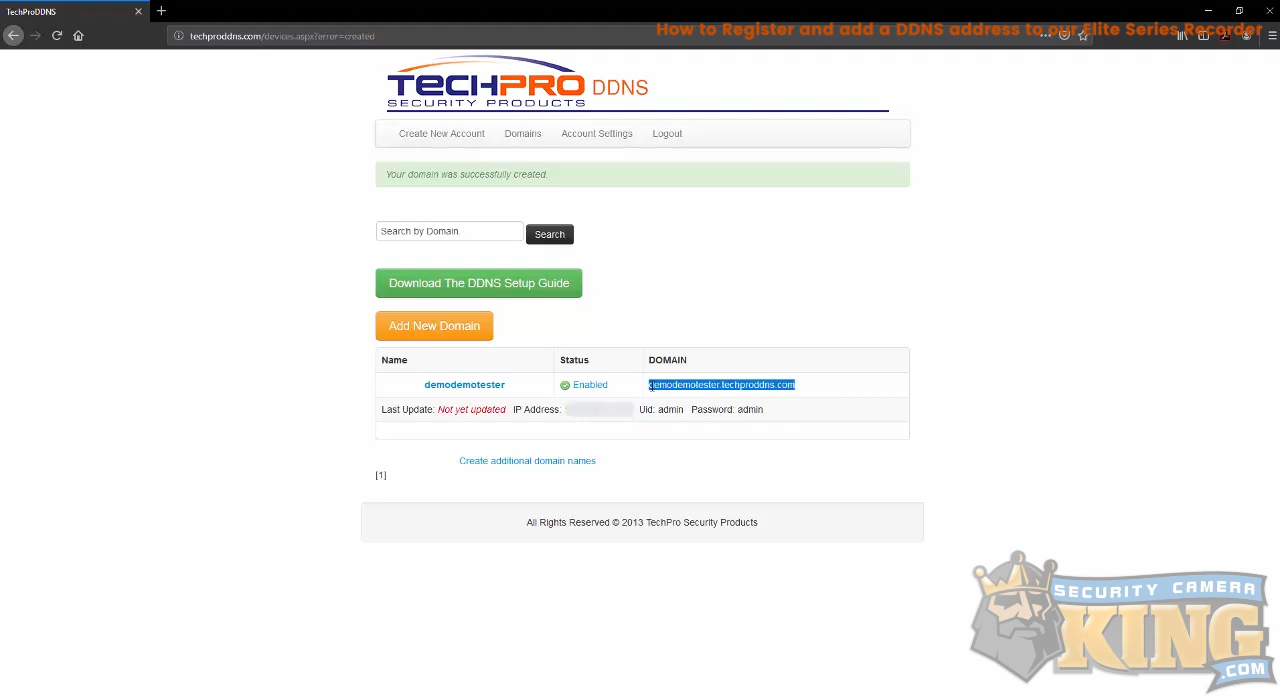 TechProDDNS
How to Register and add a DDNS address to our Elite Series Recorder
techproddns.com/devices.aspx?error=created
TECHPRO DDNS
SECURITY PRODUCTS
Create New Account Domains Account Settings Logout
Your domain was successfully created.
Search by Domain. Search
Download The DDNS Setup Guide
Add New Domain
Name Status DOMAIN
demodemotester Enabled demodemotester.techproddns.com
Last Update: Not yet updated IP Address: Uid: admin Password: admin
Create additional domain names
[1]
All Rights Reserved © 2013 TechPro Security Products
SECURITY CAMERA
KING
.COM